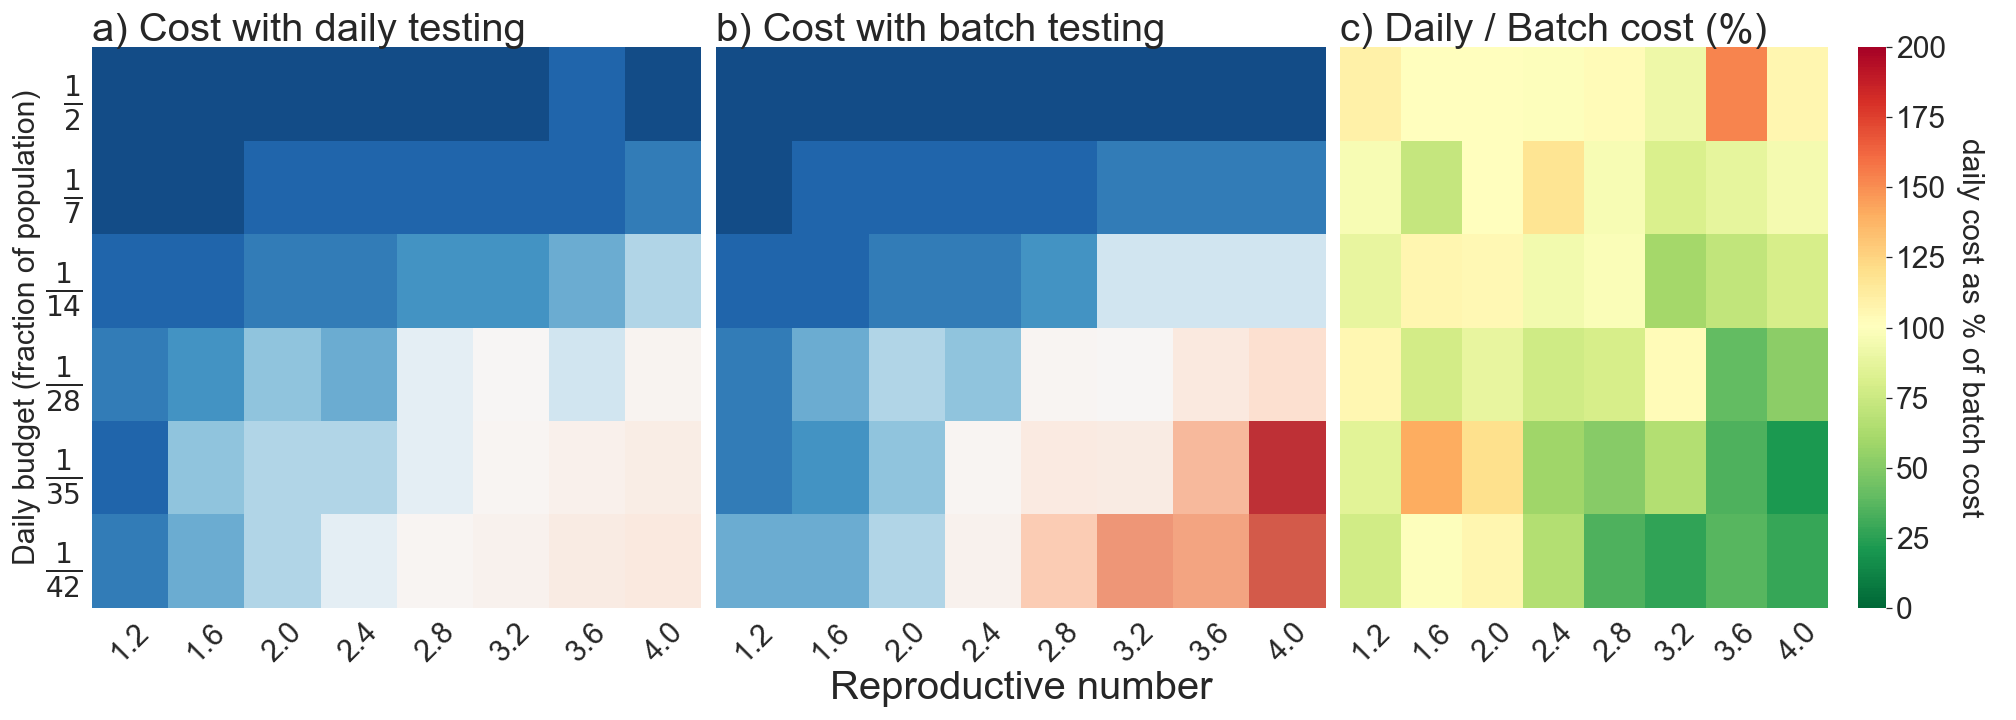 a) Cost with daily testing
b) Cost with batch testing
c) Daily / Batch cost (%)
Daily budget (fraction of population)
1/2
1/7
1/14
1/28
1/35
1/42
1.2 1.6 2.0 2.4 2.8 3.2 3.6 4.0
1.2 1.6 2.0 2.4 2.8 3.2 3.6 4.0
1.2 1.6 2.0 2.4 2.8 3.2 3.6 4.0
Reproductive number
200
175
150
125
100
75
50
25
0
daily cost as % of batch cost